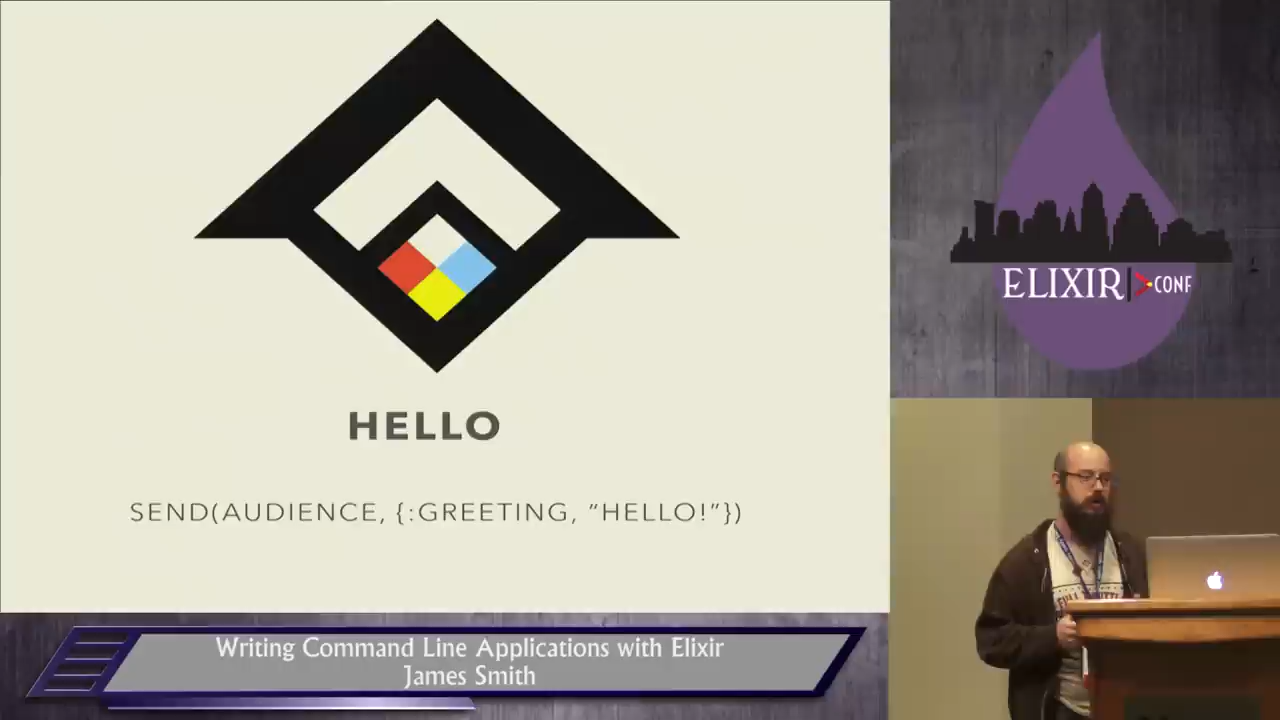 HELLO
SEND(AUDIENCE, {:GREETING, “HELLO!”})
ELIXIR
CONF
Writing Command Line Applications with Elixir
James Smith